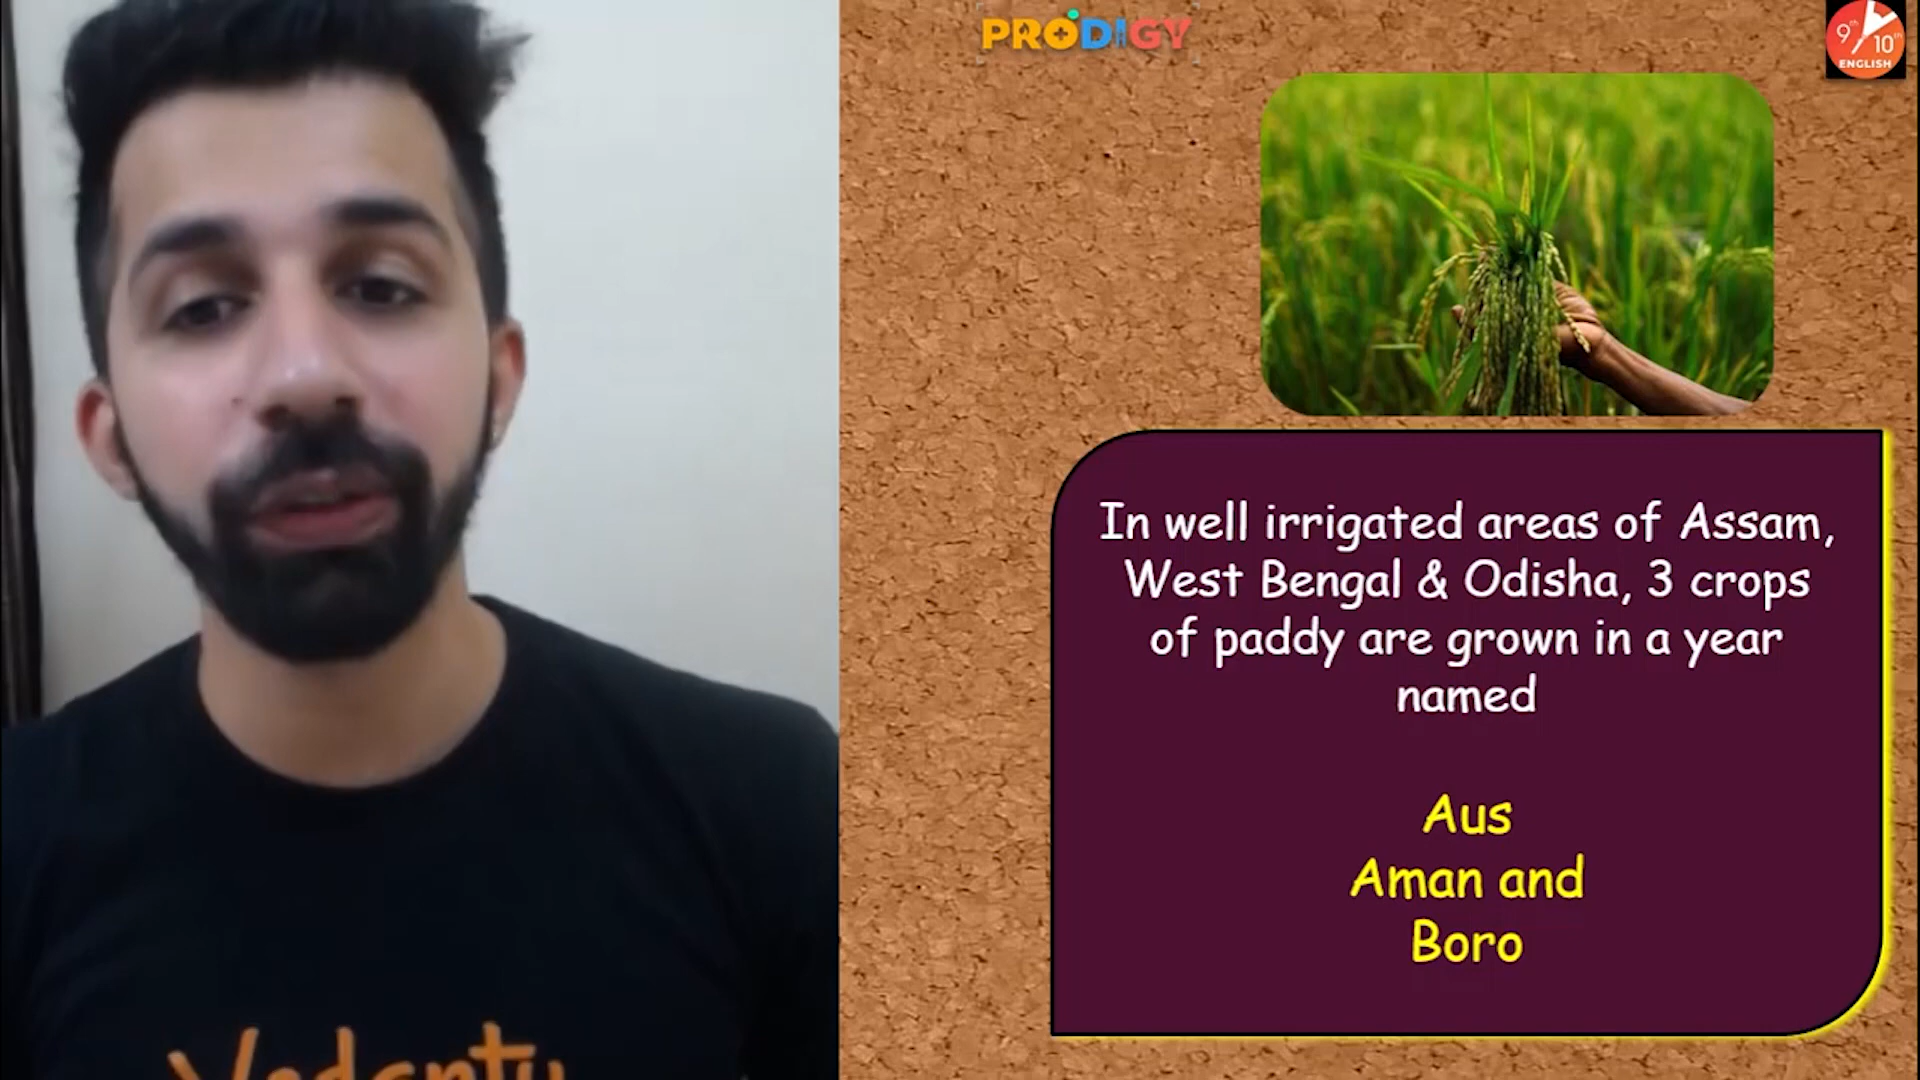 PRODIGY
9th 10th
ENGLISH
In well irrigated areas of Assam,
West Bengal & Odisha, 3 crops
of paddy are grown in a year
named
Aus
Aman and
Boro
Vedantu